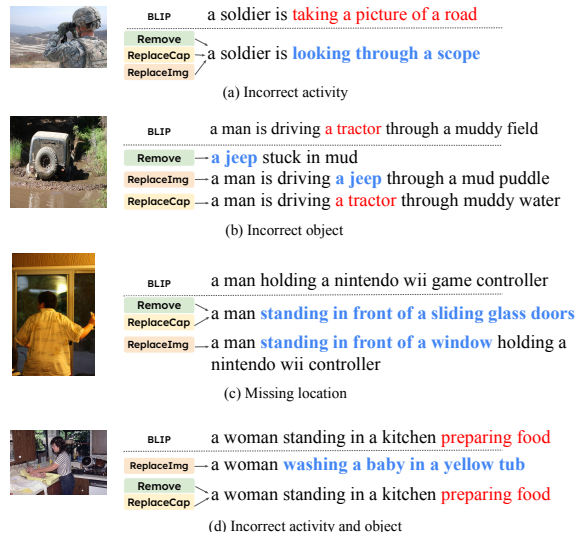 BLIP a soldier is taking a picture of a road
Remove
ReplaceCap a soldier is looking through a scope
ReplaceImg
(a) Incorrect activity
BLIP a man is driving a tractor through a muddy field
Remove a jeep stuck in mud
ReplaceImg a man is driving a jeep through a mud puddle
ReplaceCap a man is driving a tractor through muddy water
(b) Incorrect object
BLIP a man holding a nintendo wii game controller
Remove
ReplaceCap a man standing in front of a sliding glass doors
ReplaceImg a man standing in front of a window holding a
nintendo wii controller
(c) Missing location
BLIP a woman standing in a kitchen preparing food
ReplaceImg a woman washing a baby in a yellow tub
Remove
ReplaceCap a woman standing in a kitchen preparing food
(d) Incorrect activity and object